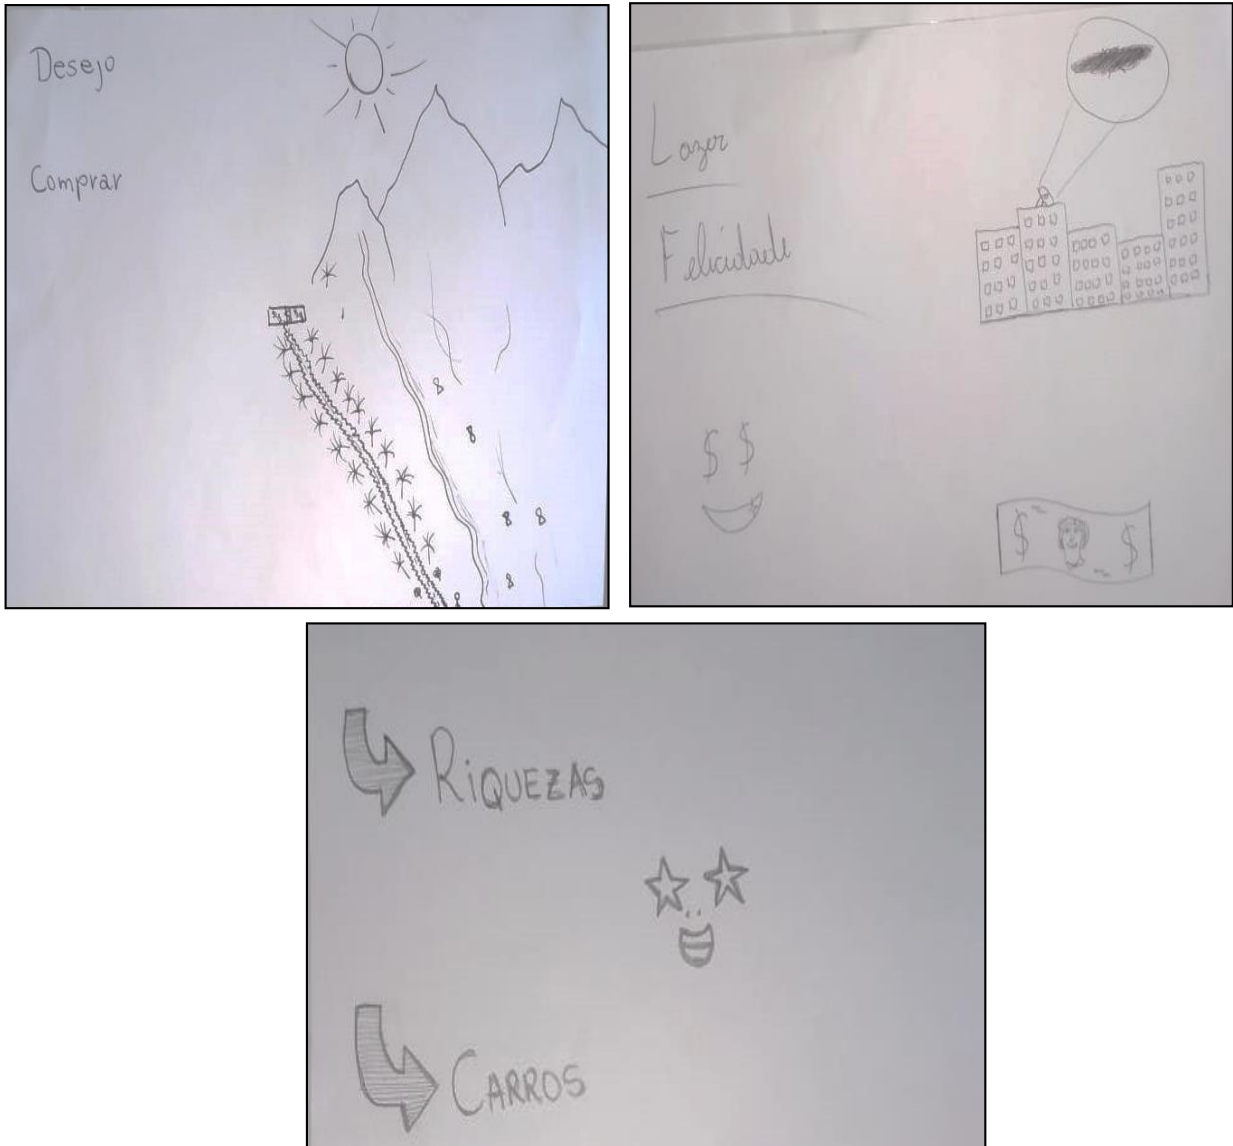 Desejo
Comprar
Lazer
Felicidade
$ $
$ $
RiQUEZAS
CARROS